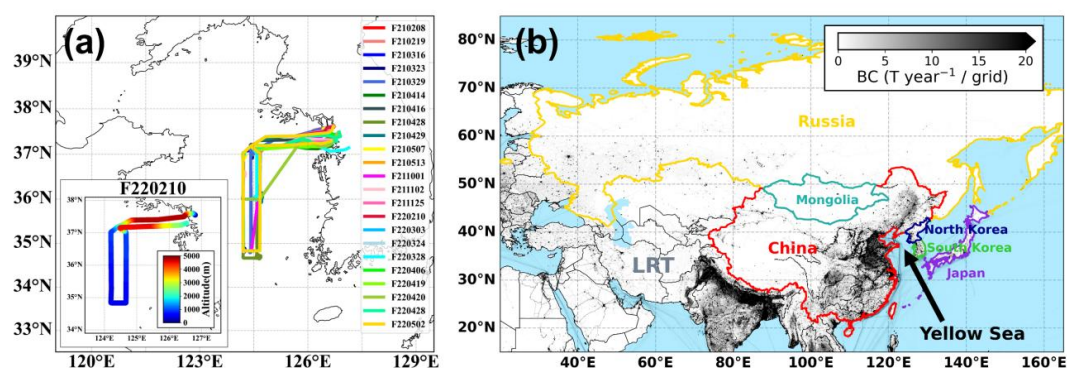 (a)
39°N
38°N
37°N
36°N
35°N
34°N
33°N
120°E
123°E
126°E
129°E
F210208
F210219
F210316
F210323
F210329
F210414
F210416
F210428
F210429
F210507
F210513
F211001
F211102
F211125
F220210
F220303
F220324
F220328
F220406
F220419
F220420
F220428
F220502
F220210
38°N
37°N
36°N
35°N
34°N
124°E
125°E
126°E
127°E
5000
4000
3000
2000
1000
0
Altitude(m)
(b)
80°N
70°N
60°N
50°N
40°N
30°N
20°N
40°E
60°E
80°E
100°E
120°E
140°E
160°E
0
5
10
15
20
BC (T year⁻¹ / grid)
Russia
Mongolia
China
LRT
North Korea
South Korea
Japan
Yellow Sea